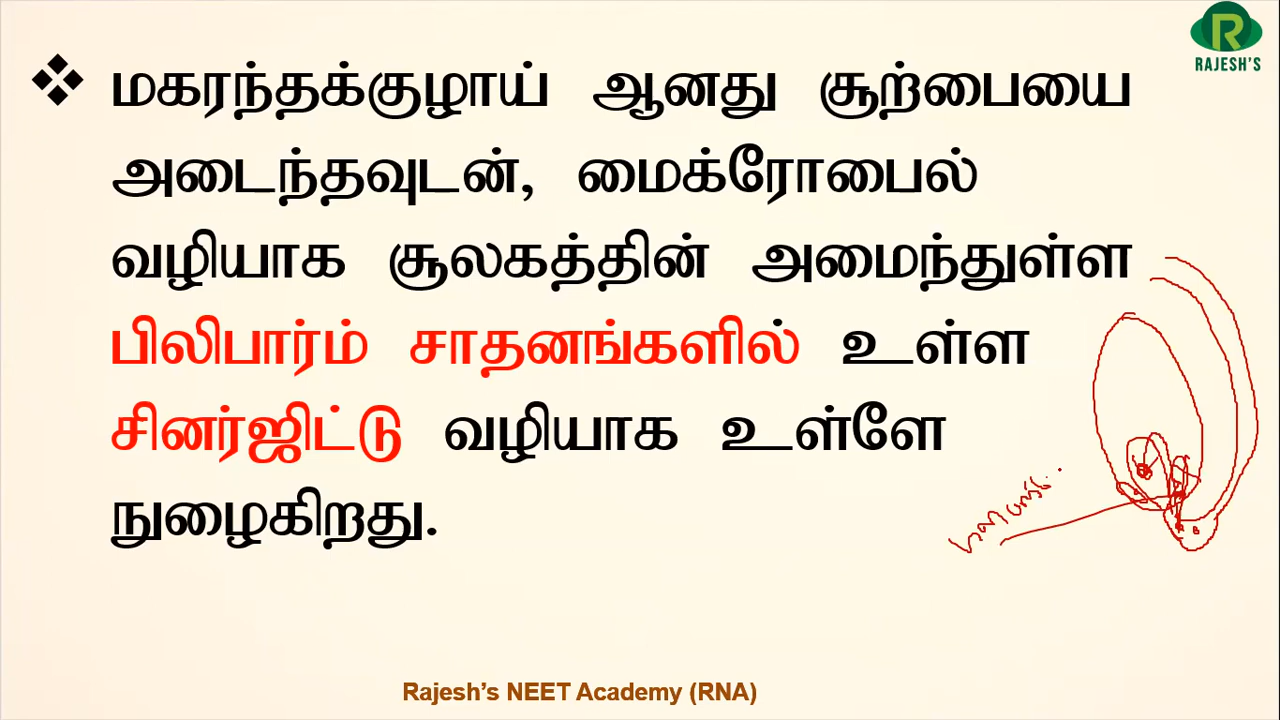 RAJESH'S
❖ மகரந்தக்குழாய் ஆனது சூற்பையை
அடைந்தவுடன், மைக்ரோபைல்
வழியாக சூலகத்தின் அமைந்துள்ள
பிலிபார்ம் சாதனங்களில் உள்ள
சினர்ஜிட்டு வழியாக உள்ளே
நுழைகிறது.
Rajesh's NEET Academy (RNA)